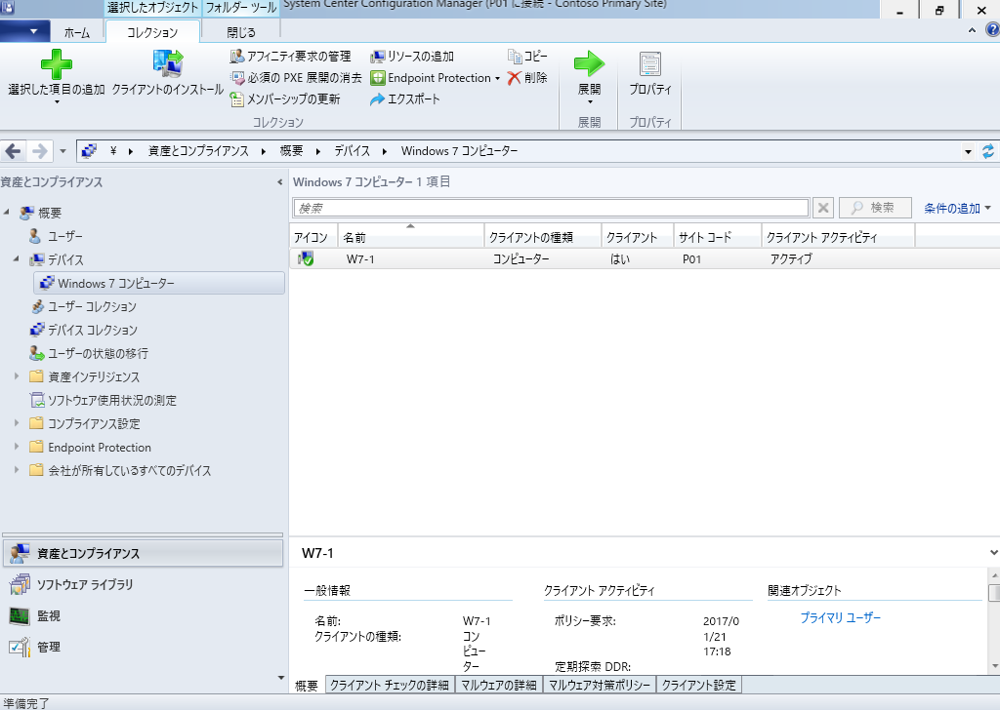 選択したオブジェクト フォルダー ツール System Center Configuration Manager (P01 に接続 - Contoso Primary Site)
ホーム コレクション 閉じる
選択した項目の追加 クライアントのインストール
アフィニティ要求の管理 リソースの追加 コピー
必須の PXE 展開の消去 Endpoint Protection 削除
メンバーシップの更新 エクスポート
展開 プロパティ
コレクション 展開 プロパティ
¥ 資産とコンプライアンス 概要 デバイス Windows 7 コンピューター
資産とコンプライアンス
概要
ユーザー
デバイス
Windows 7 コンピューター
ユーザー コレクション
デバイス コレクション
ユーザーの状態の移行
資産インテリジェンス
ソフトウェア使用状況の測定
コンプライアンス設定
Endpoint Protection
会社が所有しているすべてのデバイス
資産とコンプライアンス
ソフトウェア ライブラリ
監視
管理
Windows 7 コンピューター 1 項目
検索 検索 条件の追加
アイコン 名前 クライアントの種類 クライアント サイト コード クライアント アクティビティ
W7-1 コンピューター はい P01 アクティブ
W7-1
一般情報
名前: W7-1
クライアントの種類: コン
ピュー
ター
クライアント アクティビティ
ポリシー要求: 2017/0
1/21
17:18
定期探索 DDR:
関連オブジェクト
プライマリ ユーザー
概要 クライアント チェックの詳細 マルウェアの詳細 マルウェア対策ポリシー クライアント設定
準備完了